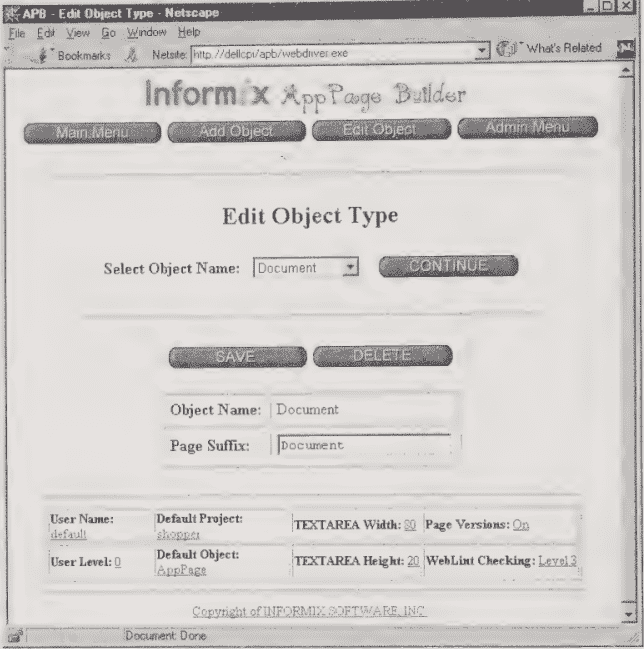 APB - Edit Object Type - Netscape
File Edit View Go Window Help
Bookmarks Netsite: http://dellcpi/apb/webdriver.exe What's Related
Informix AppPage Builder
Main Menu Add Object Edit Object Admin Menu
Edit Object Type
Select Object Name: Document CONTINUE
SAVE DELETE
Object Name: Document
Page Suffix: Document
User Name: Default Project:
default shopper TEXTAREA Width: 80 Page Versions: On
User Level: 0 Default Object: TEXTAREA Height: 20 WebLint Checking: Level 3
AppPage
Copyright of INFORMIX SOFTWARE, INC
Document: Done